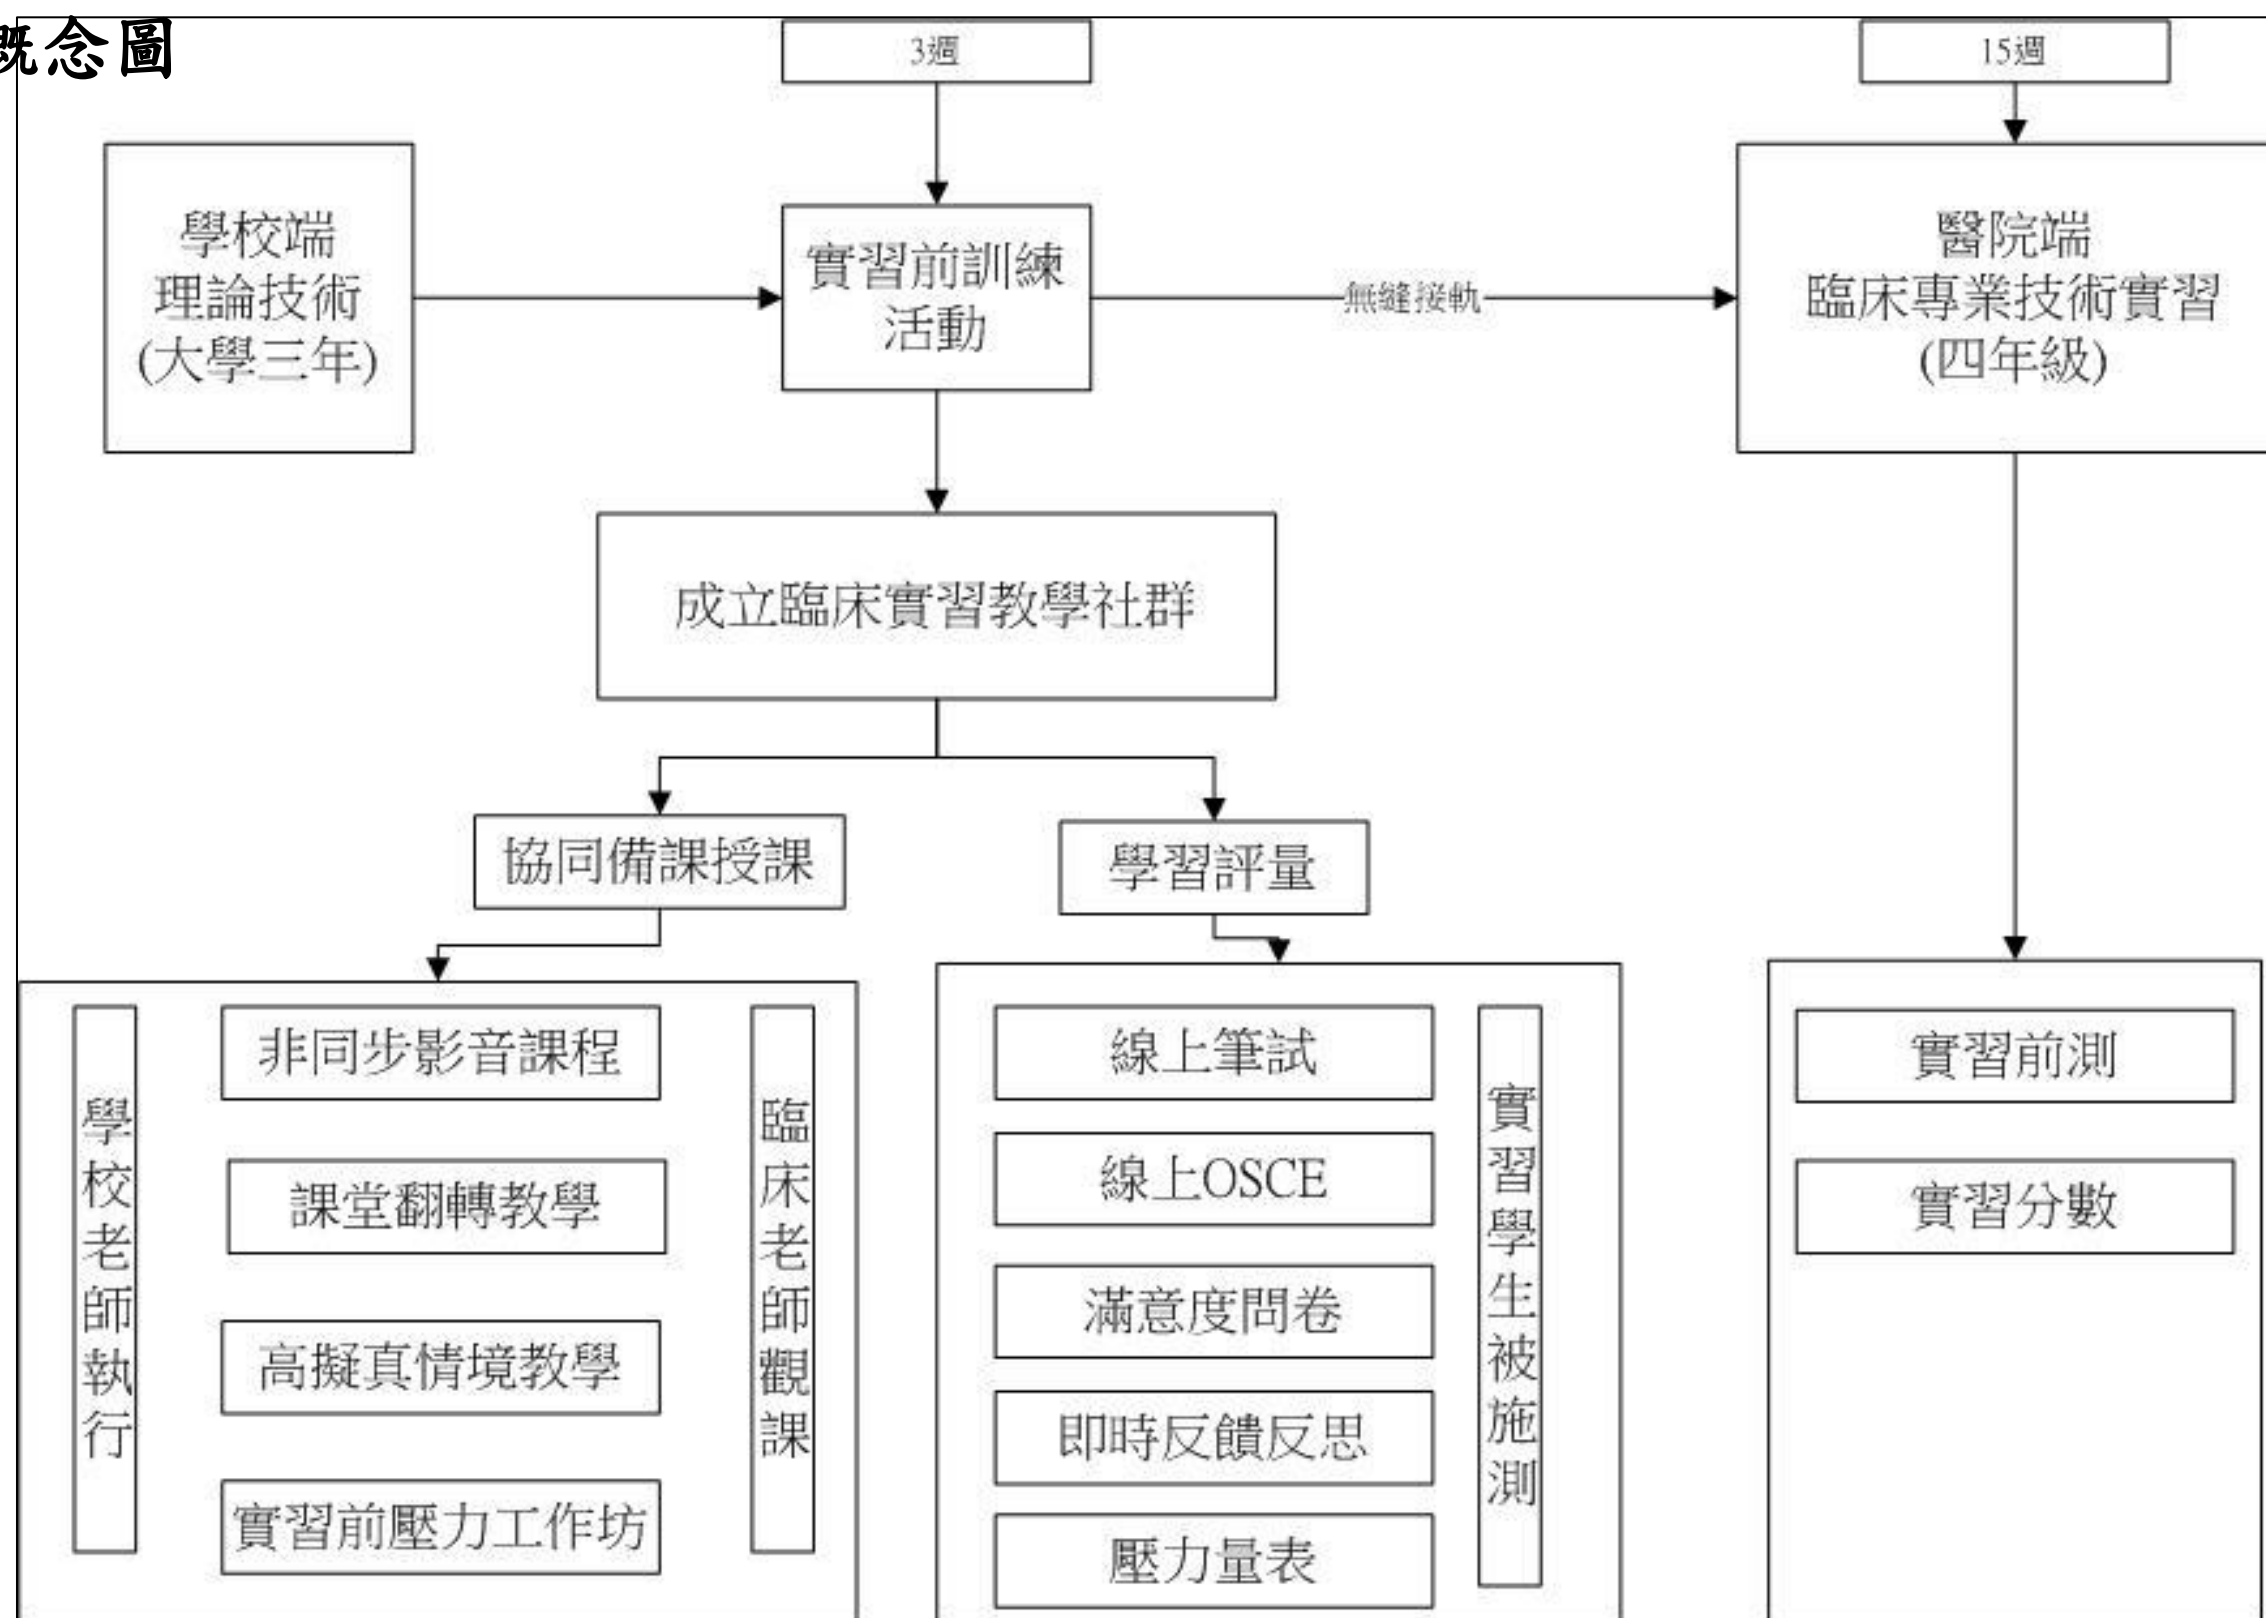 概念圖
3週
15週
學校端
理論技術
(大學三年)
實習前訓練
活動
無縫接軌
醫院端
臨床專業技術實習
(四年級)
成立臨床實習教學社群
協同備課授課
學習評量
學校老師執行
非同步影音課程
課堂翻轉教學
高擬真情境教學
實習前壓力工作坊
臨床老師觀課
線上筆試
線上OSCE
滿意度問卷
即時反饋反思
壓力量表
實習學生被施測
實習前測
實習分數